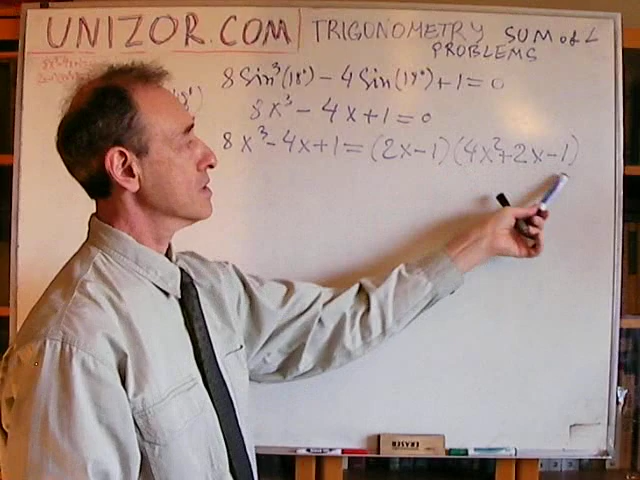 UNIZOR.COM
TRIGONOMETRY SUM of ∠
PROBLEMS
8 Sin³(18°) - 4 Sin(18°) + 1 = 0
8x³ - 4x + 1 = 0
8x³ - 4x + 1 = (2x - 1)(4x² + 2x - 1)
ERASER